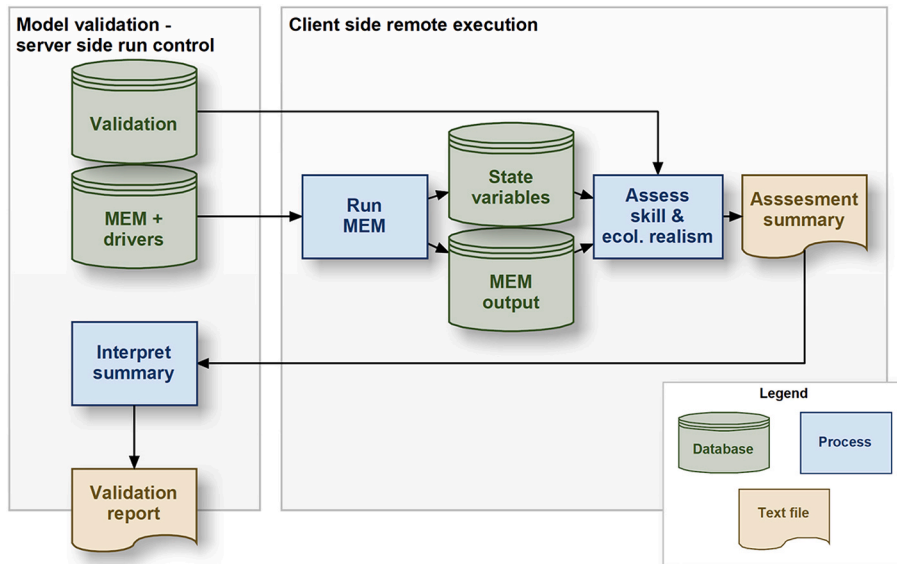 Model validation -
server side run control
Validation
MEM +
drivers
Interpret
summary
Validation
report
Client side remote execution
Run
MEM
State
variables
MEM
output
Assess
skill &
ecol. realism
Asssesment
summary
Legend
Database
Process
Text file